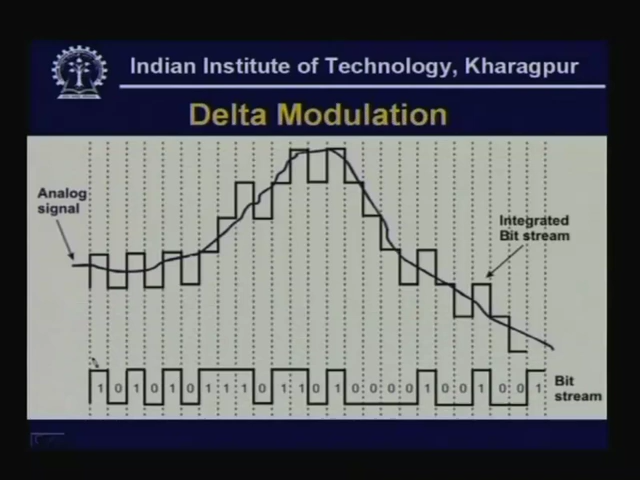 Indian Institute of Technology, Kharagpur
Delta Modulation
Analog
signal
Integrated
Bit stream
1 0 1 0 1 0 1 1 1 0 1 1 0 1 0 0 0 0 1 0 0 1 0 0 1
Bit
stream